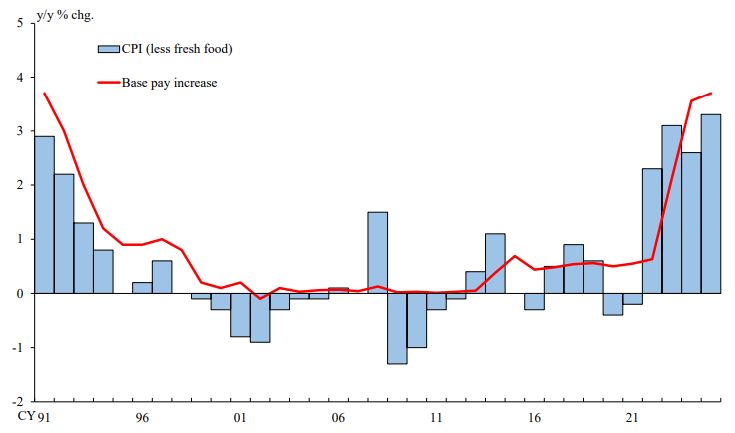 y/y % chg.
5
CPI (less fresh food)
4
Base pay increase
3
2
1
0
-1
-2
CY 91 96 01 06 11 16 21